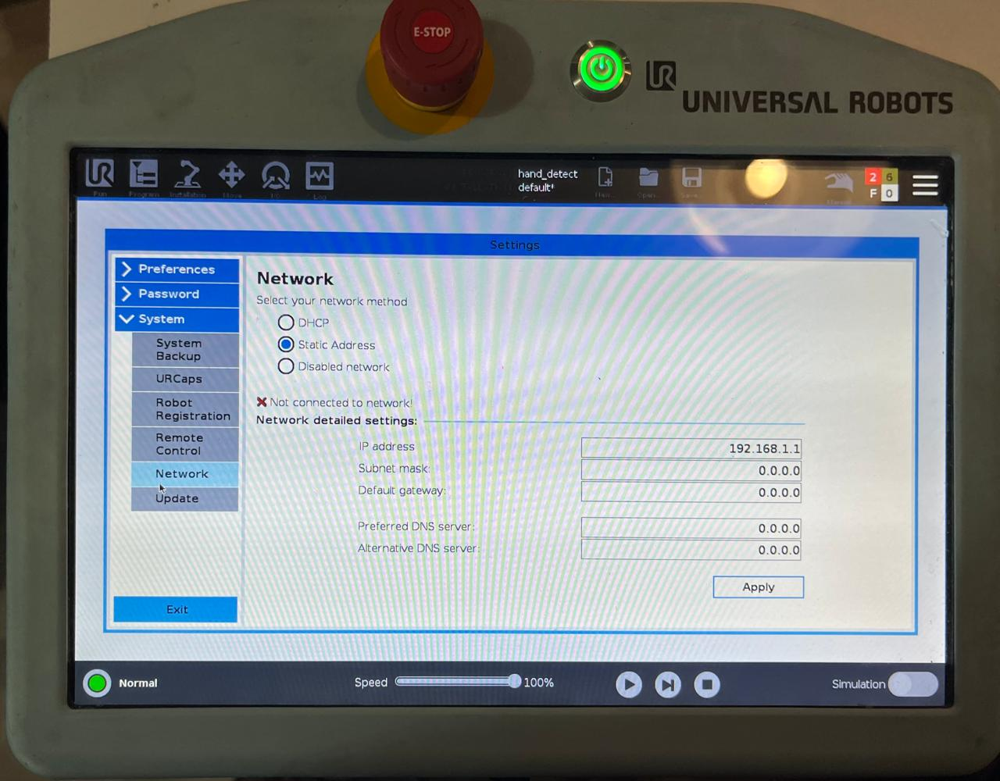 E-STOP
UR
UNIVERSAL ROBOTS
UR
Run
Program
Installation
Move
I/O
Log
hand_detect
default*
New...
Open...
Save...
Manual
2 6
F 0
Settings
Preferences
Password
System
System
Backup
URCaps
Robot
Registration
Remote
Control
Network
Update
Exit
Network
Select your network method
DHCP
Static Address
Disabled network
Not connected to network!
Network detailed settings:
IP address 192.168.1.1
Subnet mask: 0.0.0.0
Default gateway: 0.0.0.0
Preferred DNS server: 0.0.0.0
Alternative DNS server: 0.0.0.0
Apply
Normal
Speed 100%
Simulation